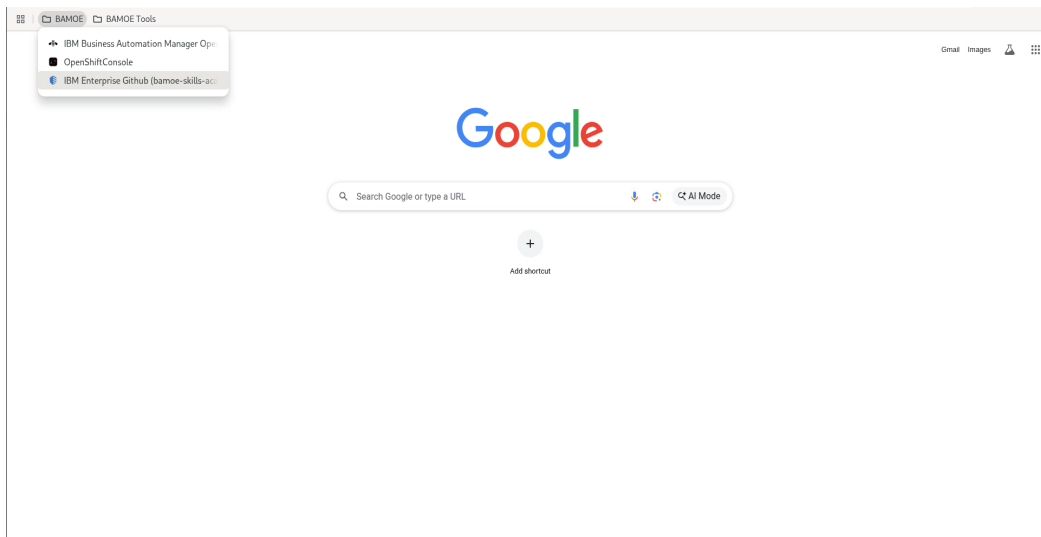 BAMOE BAMOE Tools
IBM Business Automation Manager Ope
OpenShiftConsole
IBM Enterprise Github (bamoe-skills-aca
Gmail Images
Google
Search Google or type a URL AI Mode
Add shortcut